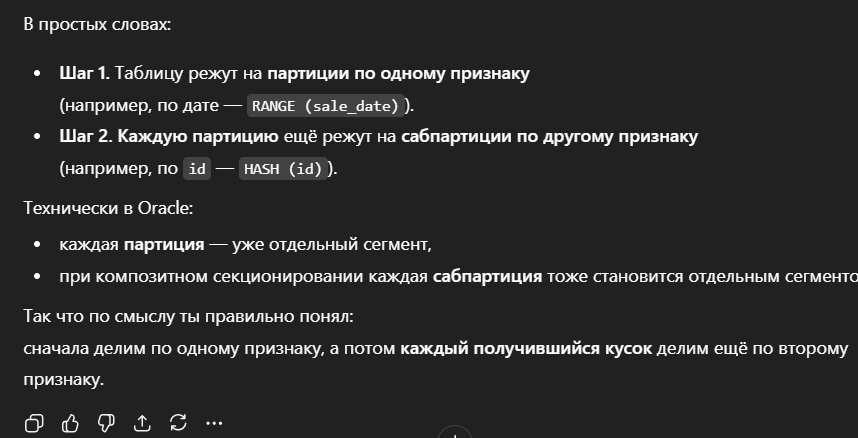 В простых словах:
• Шаг 1. Таблицу режут на партиции по одному признаку
(например, по дате — RANGE (sale_date)).
• Шаг 2. Каждую партицию ещё режут на сабпартиции по другому признаку
(например, по id — HASH (id)).
Технически в Oracle:
• каждая партиция — уже отдельный сегмент,
• при композитном секционировании каждая сабпартиция тоже становится отдельным сегменто
Так что по смыслу ты правильно понял:
сначала делим по одному признаку, а потом каждый получившийся кусок делим ещё по второму
признаку.